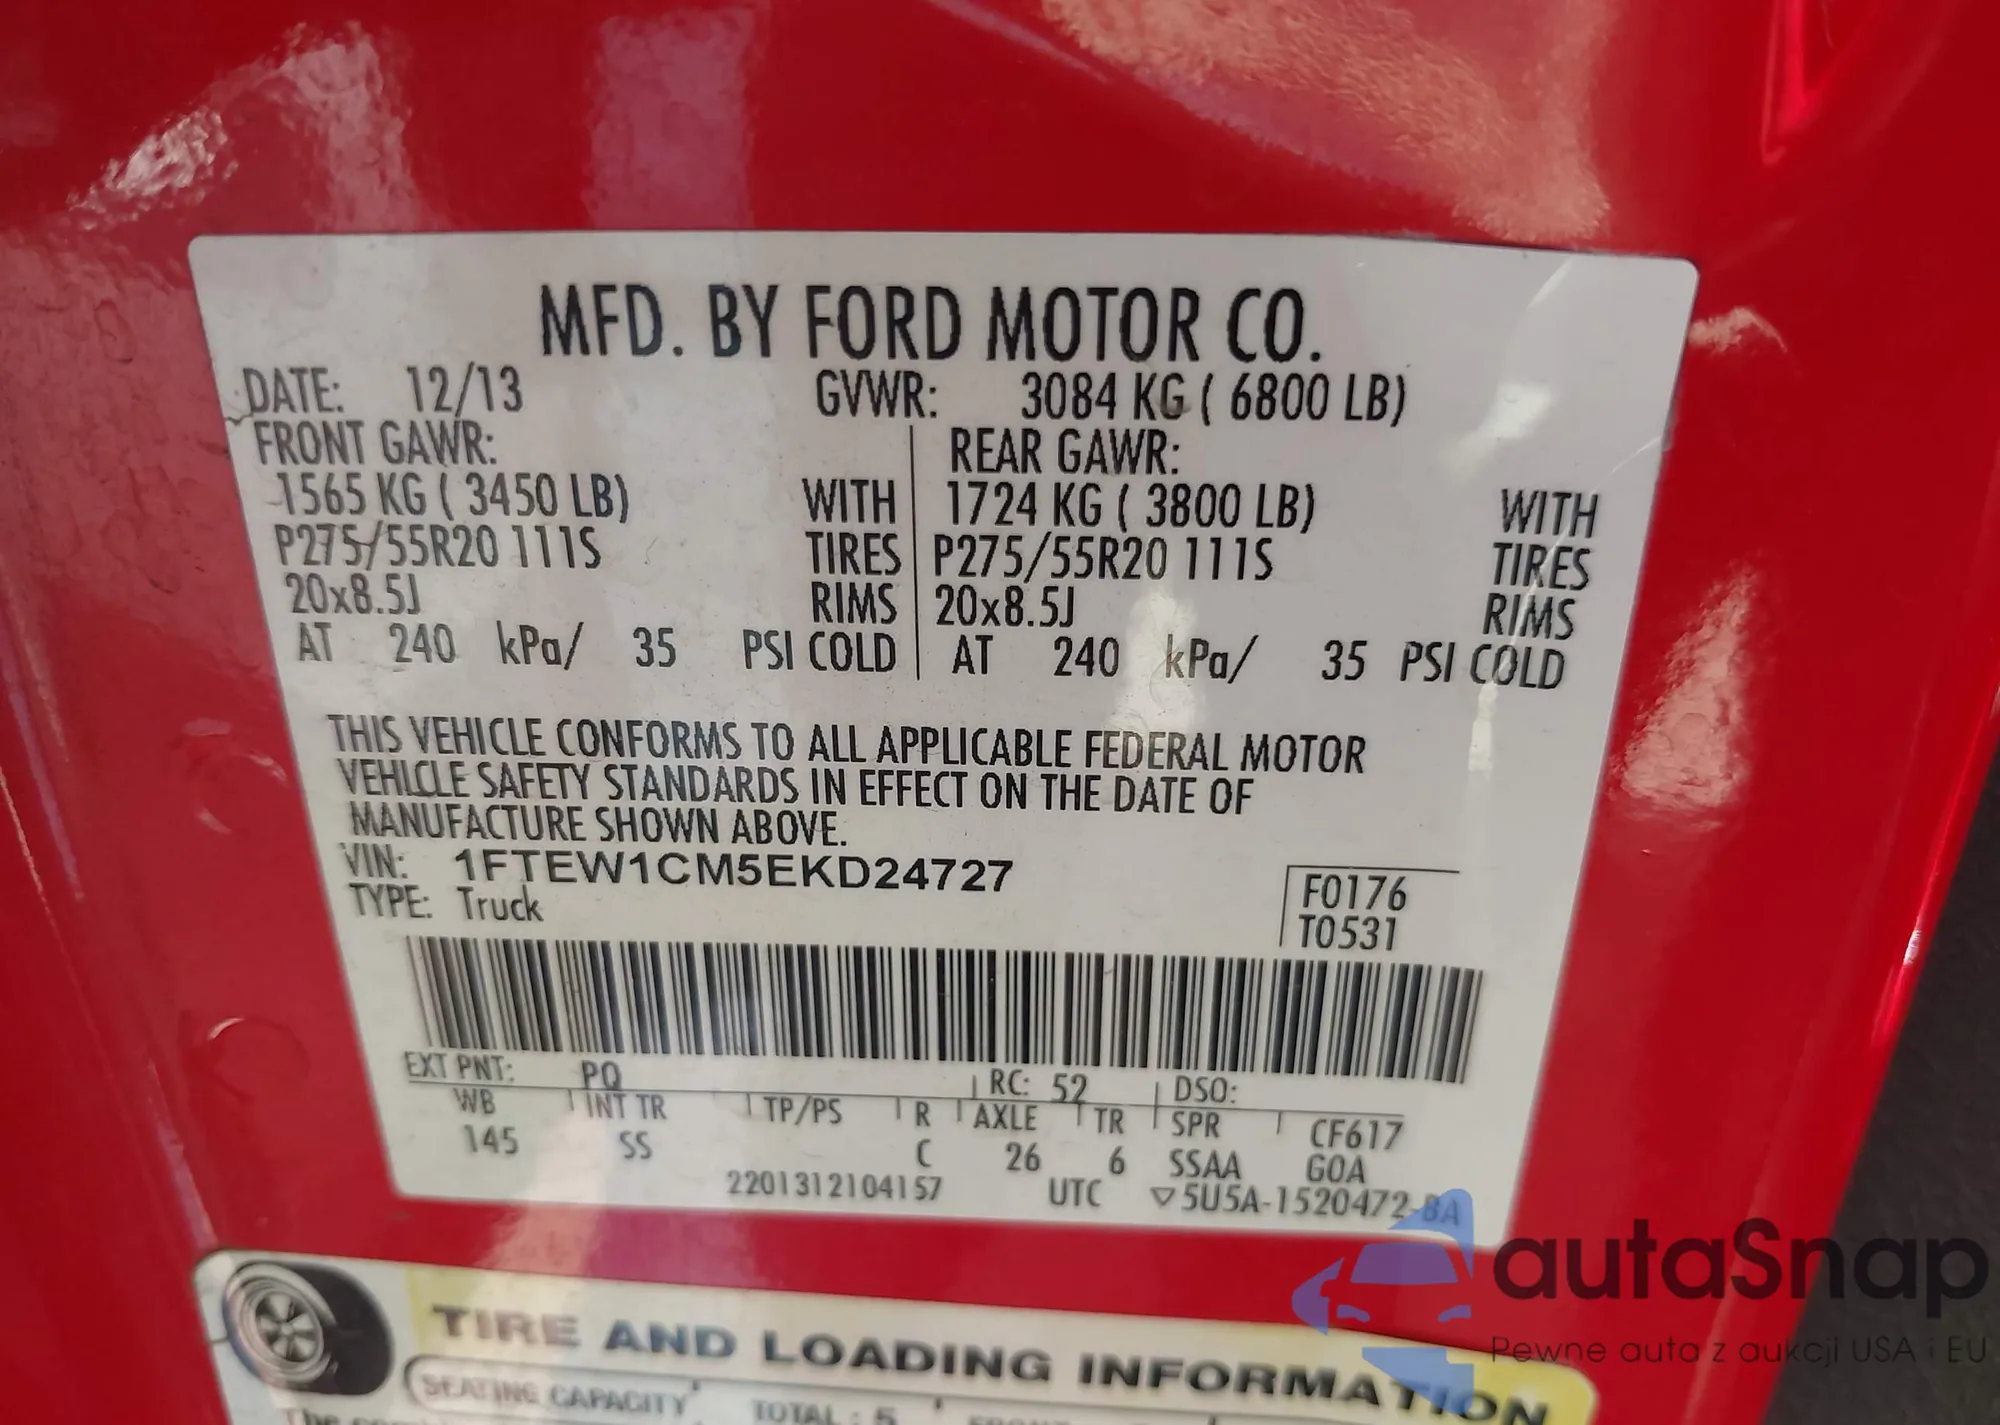 MFD. BY FORD MOTOR CO.
DATE: 12/13 GVWR: 3084 KG ( 6800 LB)
FRONT GAWR: REAR GAWR:
1565 KG ( 3450 LB) WITH 1724 KG ( 3800 LB) WITH
P275/55R20 111S TIRES P275/55R20 111S TIRES
20x8.5J RIMS 20x8.5J RIMS
AT 240 kPa/ 35 PSI COLD AT 240 kPa/ 35 PSI COLD
THIS VEHICLE CONFORMS TO ALL APPLICABLE FEDERAL MOTOR
VEHICLE SAFETY STANDARDS IN EFFECT ON THE DATE OF
MANUFACTURE SHOWN ABOVE.
VIN: 1FTEW1CM5EKD24727
TYPE: Truck
F0176
T0531
EXT PNT: PQ RC: 52 DSO:
WB INT TR TP/PS R AXLE TR SPR CF617
145 SS C 26 6 SSAA GOA
2201312104157 UTC ▽5U5A-1520472-BA
autaSnap
Pewne auta z aukcji USA i EU
TIRE AND LOADING INFORMATION
SEATING CAPACITY TOTAL : 5
The